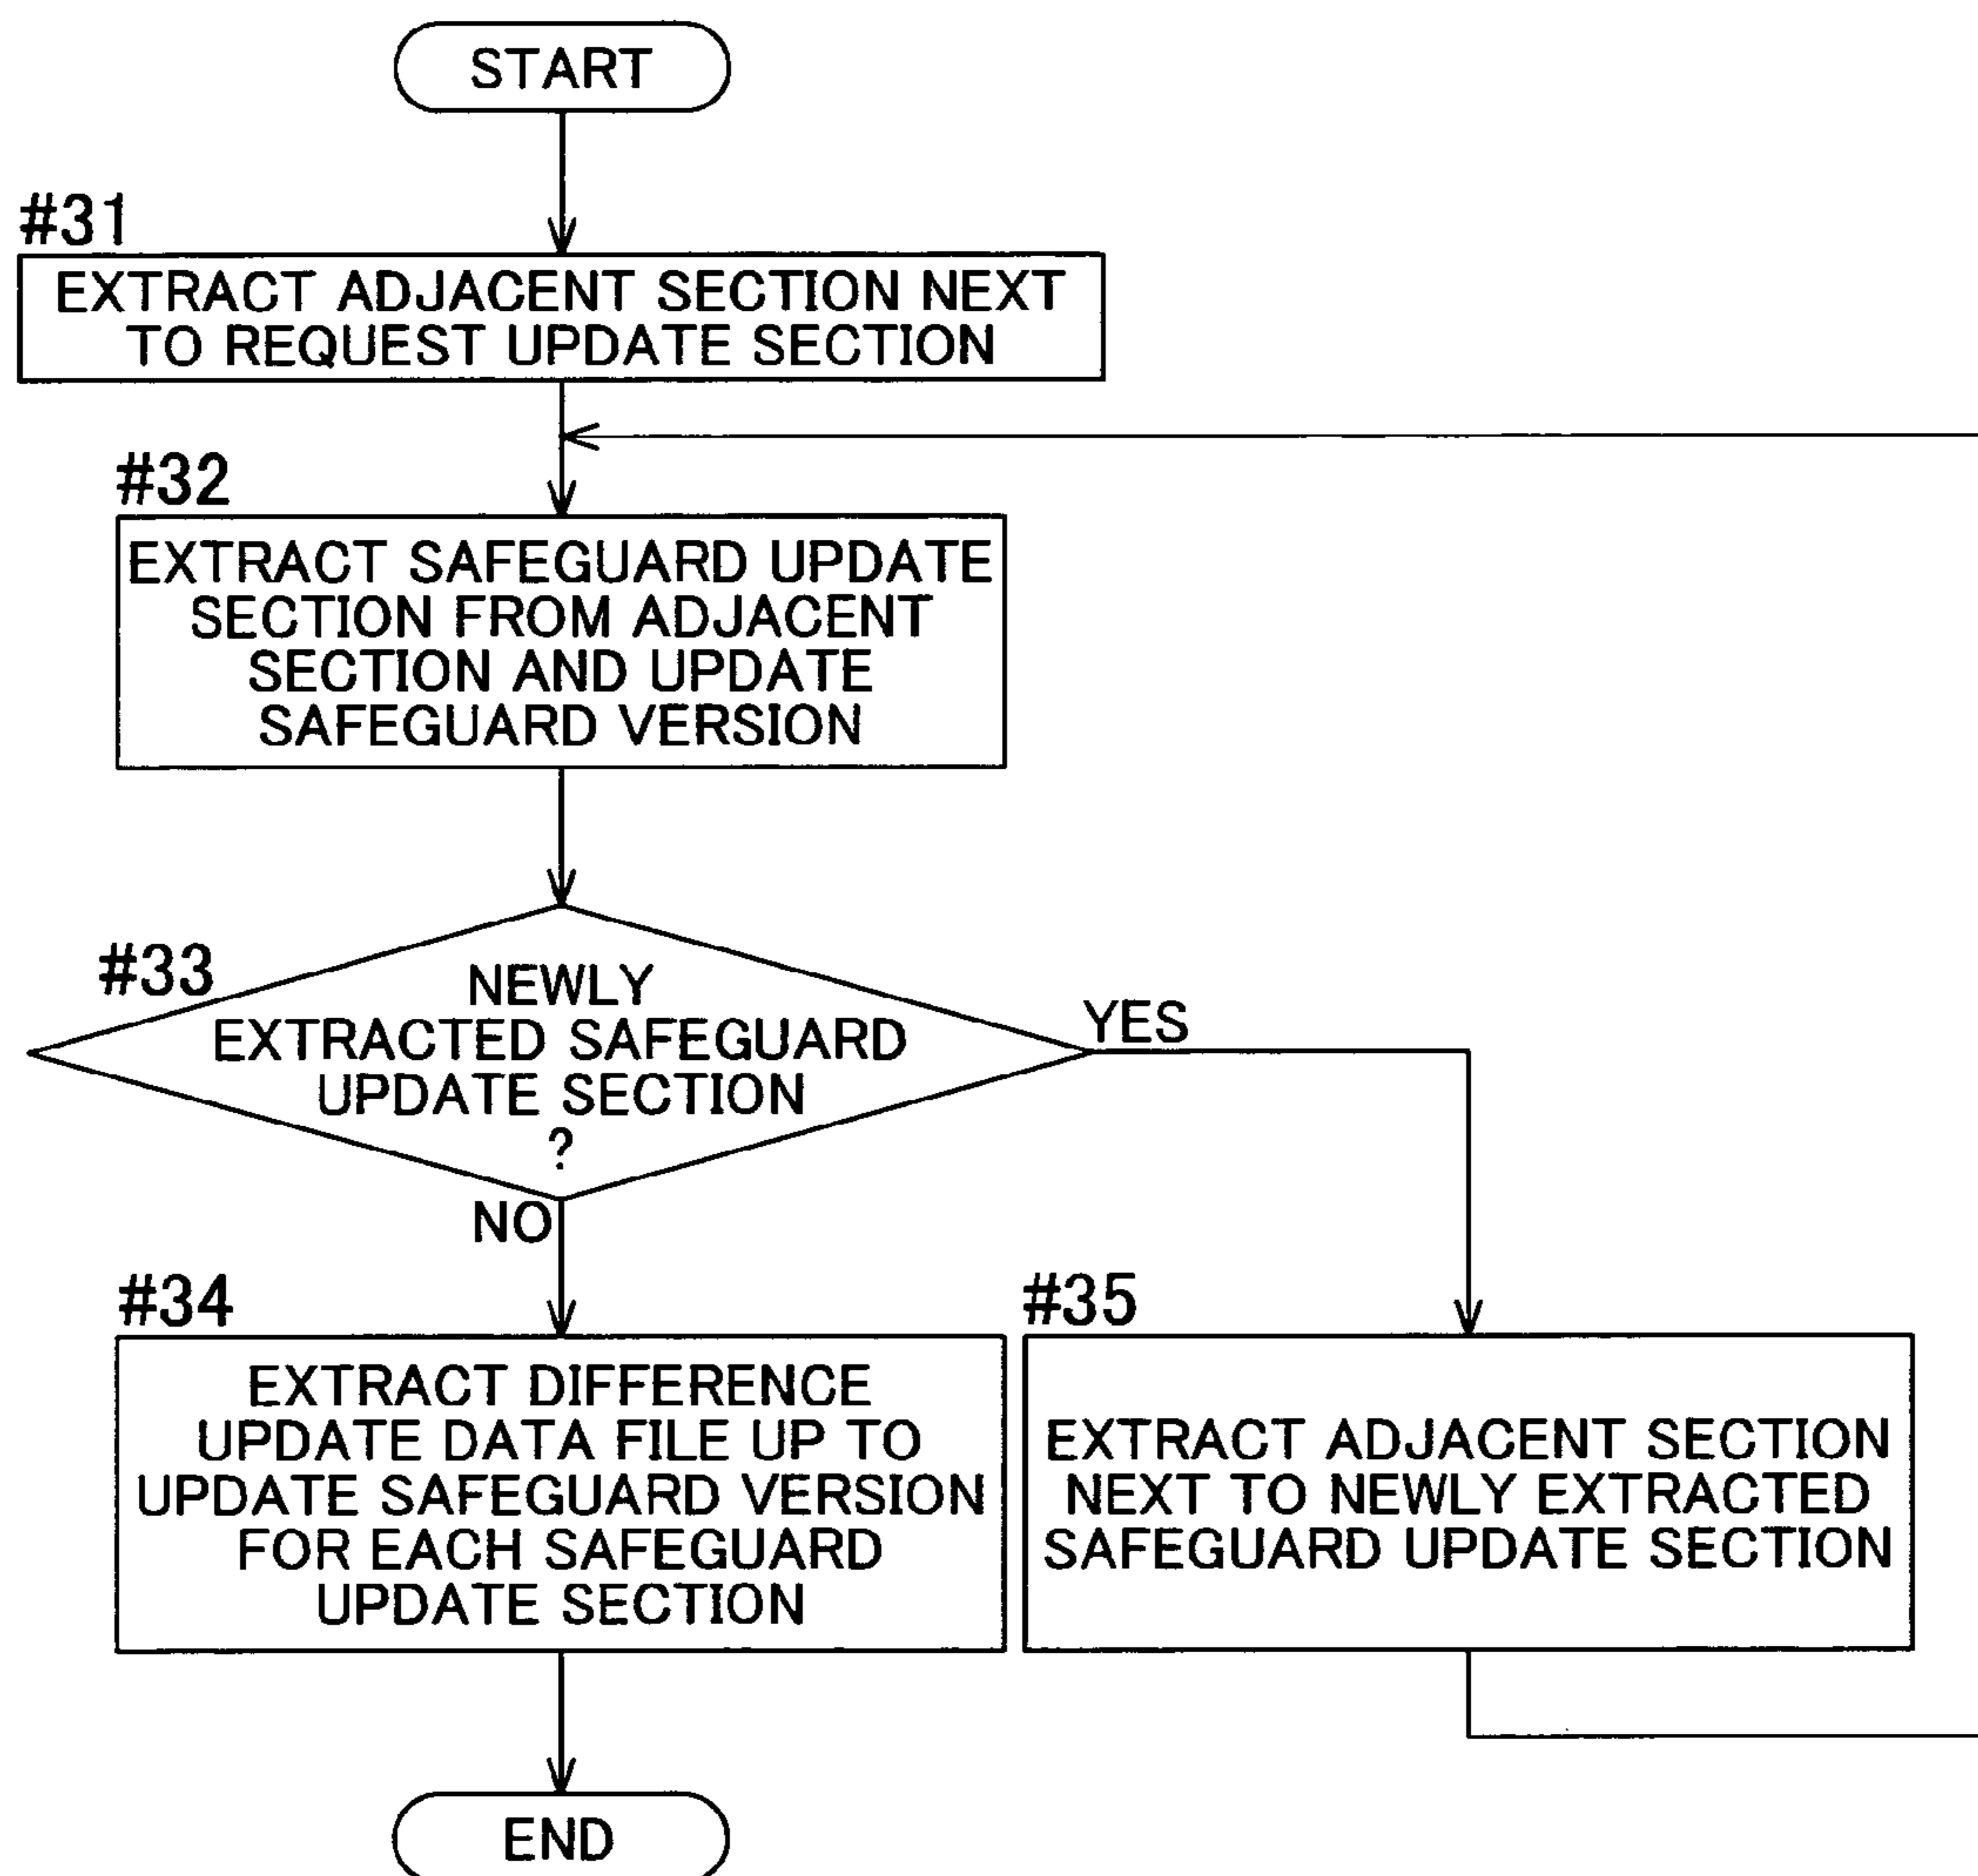 START
#31
EXTRACT ADJACENT SECTION NEXT
TO REQUEST UPDATE SECTION
#32
EXTRACT SAFEGUARD UPDATE
SECTION FROM ADJACENT
SECTION AND UPDATE
SAFEGUARD VERSION
#33
NEWLY
EXTRACTED SAFEGUARD
UPDATE SECTION
?
YES
NO
#34
EXTRACT DIFFERENCE
UPDATE DATA FILE UP TO
UPDATE SAFEGUARD VERSION
FOR EACH SAFEGUARD
UPDATE SECTION
#35
EXTRACT ADJACENT SECTION
NEXT TO NEWLY EXTRACTED
SAFEGUARD UPDATE SECTION
END